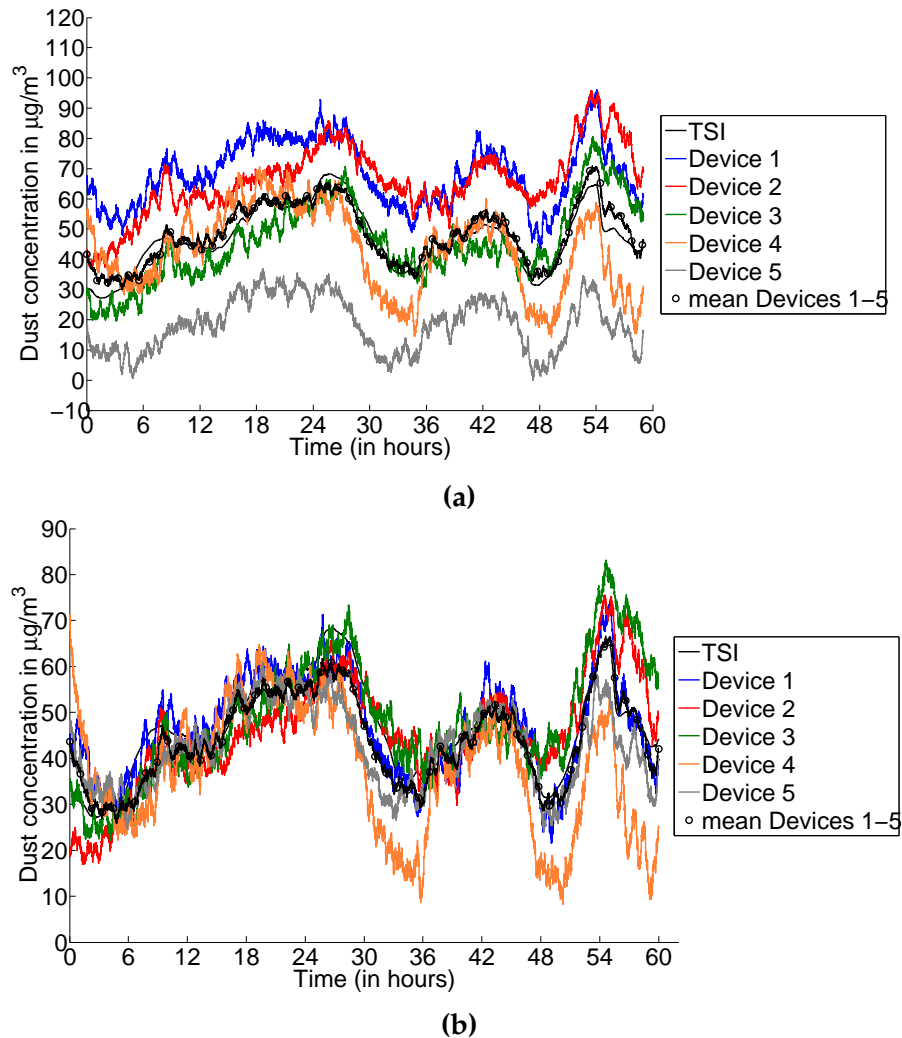 120
110
100
90
80
70
60
50
40
30
20
10
0
−10
Dust concentration in µg/m³
0 6 12 18 24 30 36 42 48 54 60
Time (in hours)
TSI
Device 1
Device 2
Device 3
Device 4
Device 5
mean Devices 1−5
(a)
90
80
70
60
50
40
30
20
10
0
Dust concentration in µg/m³
0 6 12 18 24 30 36 42 48 54 60
Time (in hours)
TSI
Device 1
Device 2
Device 3
Device 4
Device 5
mean Devices 1−5
(b)